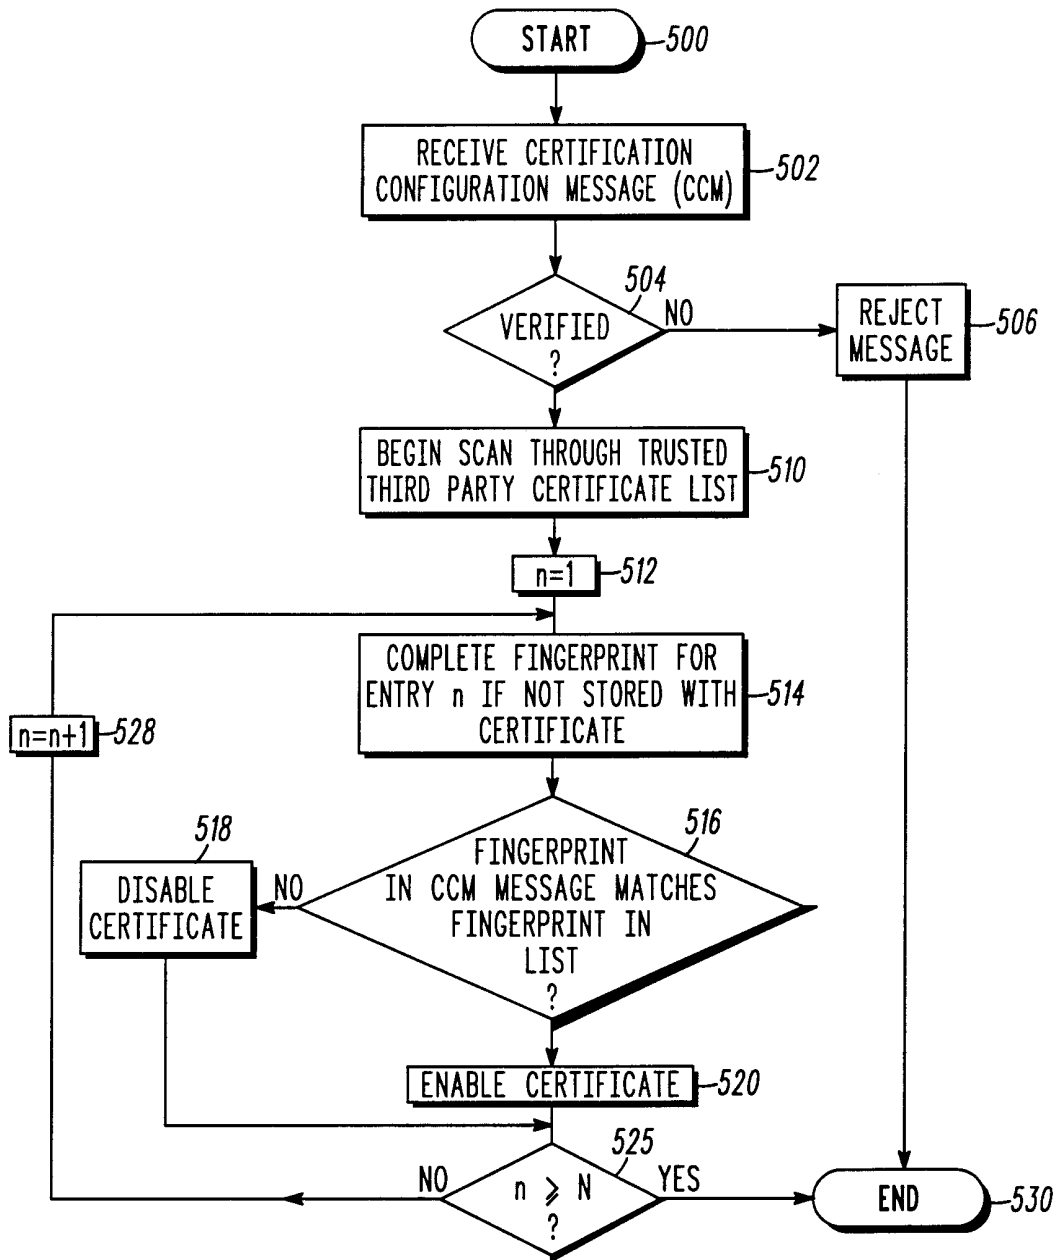 START
500
RECEIVE CERTIFICATION
CONFIGURATION MESSAGE (CCM)
502
504
VERIFIED
?
NO
REJECT
MESSAGE
506
BEGIN SCAN THROUGH TRUSTED
THIRD PARTY CERTIFICATE LIST
510
n=1
512
COMPLETE FINGERPRINT FOR
ENTRY n IF NOT STORED WITH
CERTIFICATE
514
n=n+1
528
516
FINGERPRINT
IN CCM MESSAGE MATCHES
FINGERPRINT IN
LIST
?
NO
518
DISABLE
CERTIFICATE
ENABLE CERTIFICATE
520
525
n ⩾ N
?
NO
YES
END
530